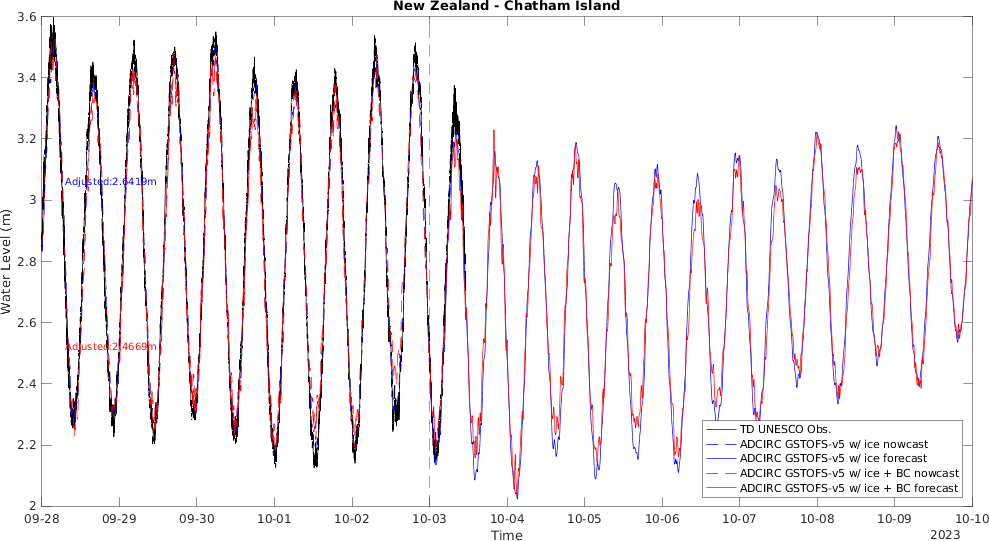 New Zealand - Chatham Island
3.6
3.4
3.2
3
2.8
2.6
2.4
2.2
2
Water Level (m)
Adjusted:2.6419m
Adjusted:2.4669m
TD UNESCO Obs.
ADCIRC GSTOFS-v5 w/ ice nowcast
ADCIRC GSTOFS-v5 w/ ice forecast
ADCIRC GSTOFS-v5 w/ ice + BC nowcast
ADCIRC GSTOFS-v5 w/ ice + BC forecast
09-28 09-29 09-30 10-01 10-02 10-03 10-04 10-05 10-06 10-07 10-08 10-09 10-10
Time
2023